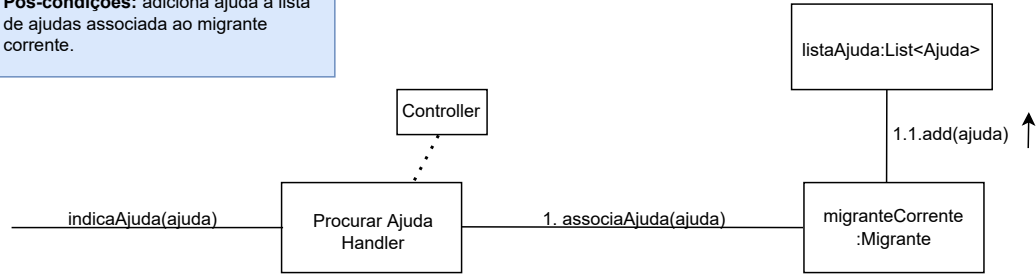 Pós-condições: adiciona ajuda à lista
de ajudas associada ao migrante
corrente.
listaAjuda:List<Ajuda>
Controller
1.1.add(ajuda)
indicaAjuda(ajuda)
Procurar Ajuda
Handler
1. associaAjuda(ajuda)
migranteCorrente
:Migrante